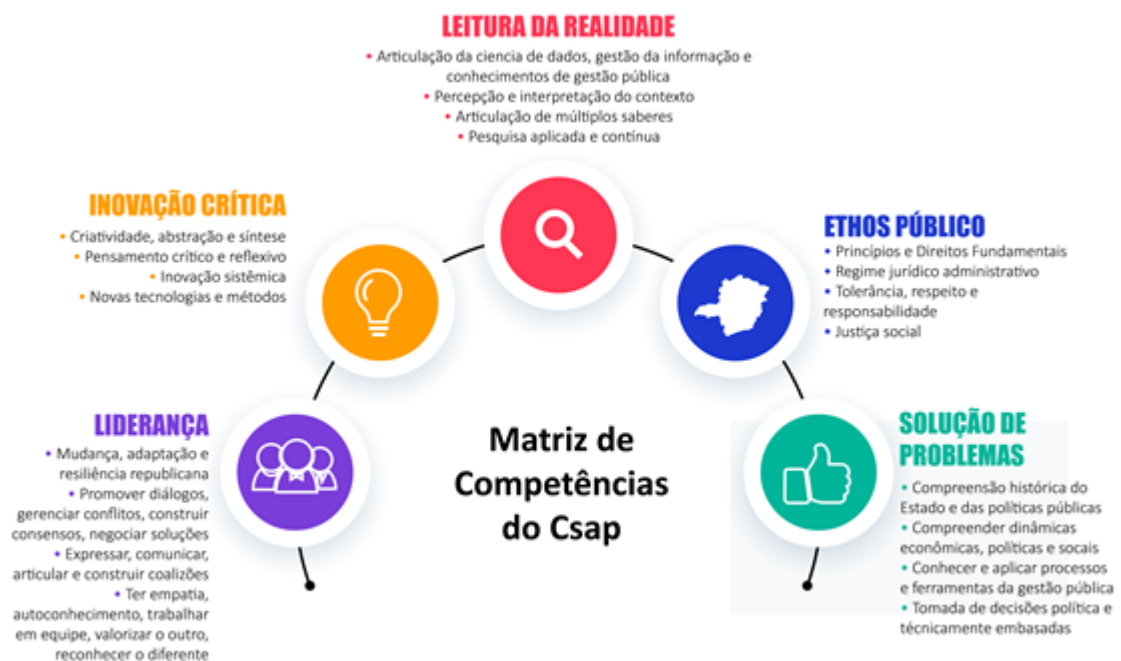 LEITURA DA REALIDADE
• Articulação da ciencia de dados, gestão da informação e
conhecimentos de gestão pública
• Percepção e interpretação do contexto
• Articulação de múltiplos saberes
• Pesquisa aplicada e contínua
INOVAÇÃO CRÍTICA
• Criatividade, abstração e síntese
• Pensamento crítico e reflexivo
• Inovação sistêmica
• Novas tecnologias e métodos
ETHOS PÚBLICO
• Princípios e Direitos Fundamentais
• Regime jurídico administrativo
• Tolerância, respeito e
responsabilidade
• Justiça social
LIDERANÇA
• Mudança, adaptação e
resiliência republicana
• Promover diálogos,
gerenciar conflitos, construir
consensos, negociar soluções
• Expressar, comunicar,
articular e construir coalizões
• Ter empatia,
autoconhecimento, trabalhar
em equipe, valorizar o outro,
reconhecer o diferente
Matriz de
Competências
do Csap
SOLUÇÃO DE
PROBLEMAS
• Compreensão histórica do
Estado e das políticas públicas
• Compreender dinâmicas
econômicas, políticas e socais
• Conhecer e aplicar processos
e ferramentas da gestão pública
• Tomada de decisões política e
técnicamente embasadas